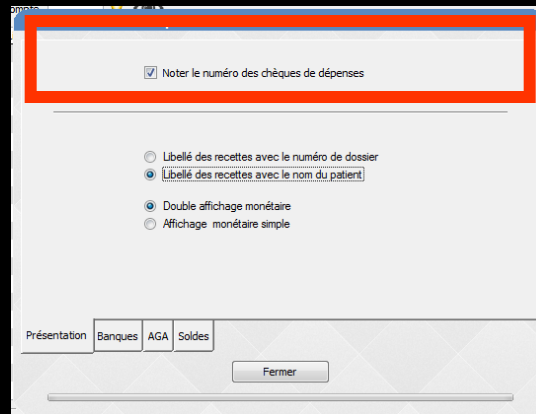 Noter le numéro des chèques de dépenses
Libellé des recettes avec le numéro de dossier
Libellé des recettes avec le nom du patient
Double affichage monétaire
Affichage monétaire simple
Présentation Banques AGA Soldes
Fermer